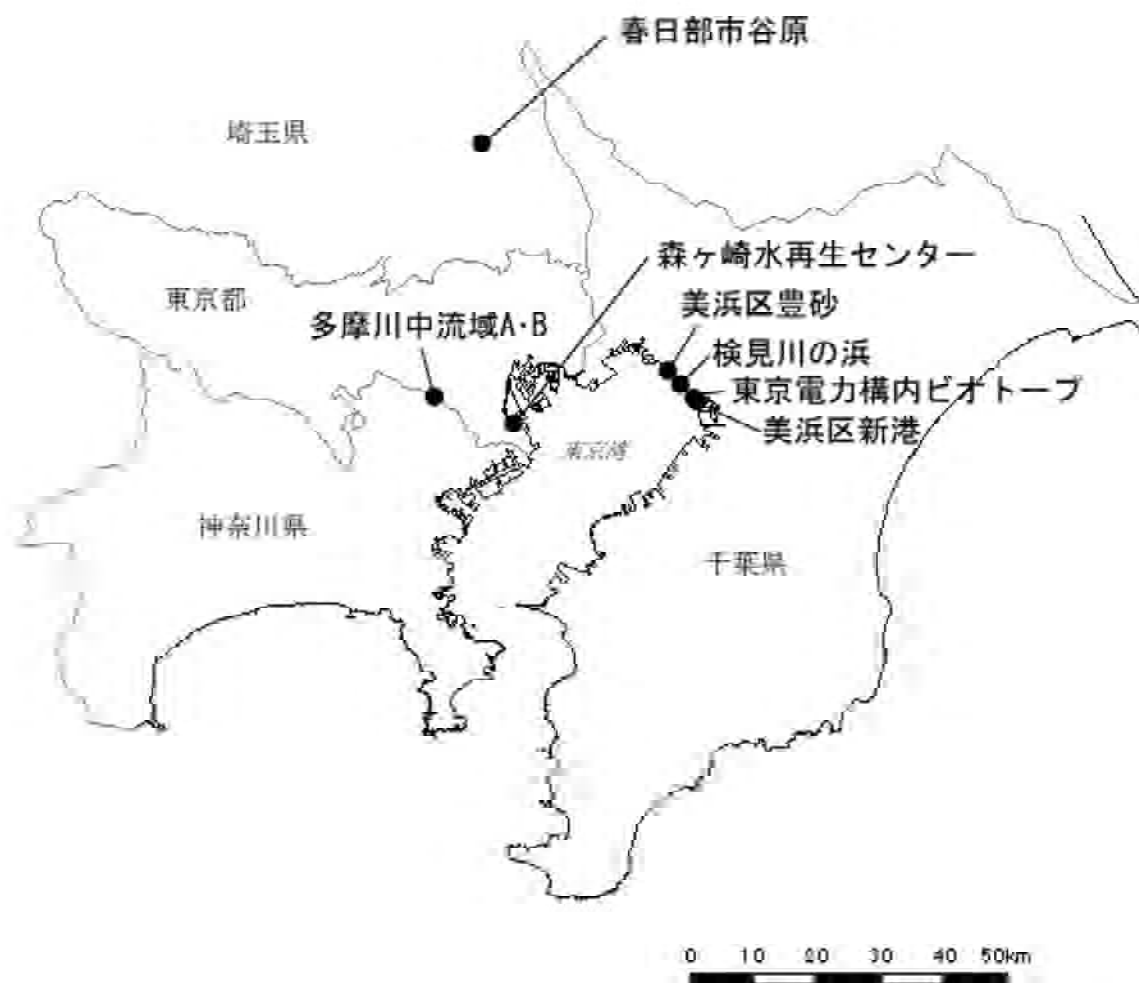 春日部市谷原
埼玉県
森ヶ崎水再生センター
東京都
美浜区豊砂
多摩川中流域A・B
検見川の浜
東京電力構内ビオトープ
美浜区新港
東京湾
神奈川県
千葉県
0 10 20 30 40 50km